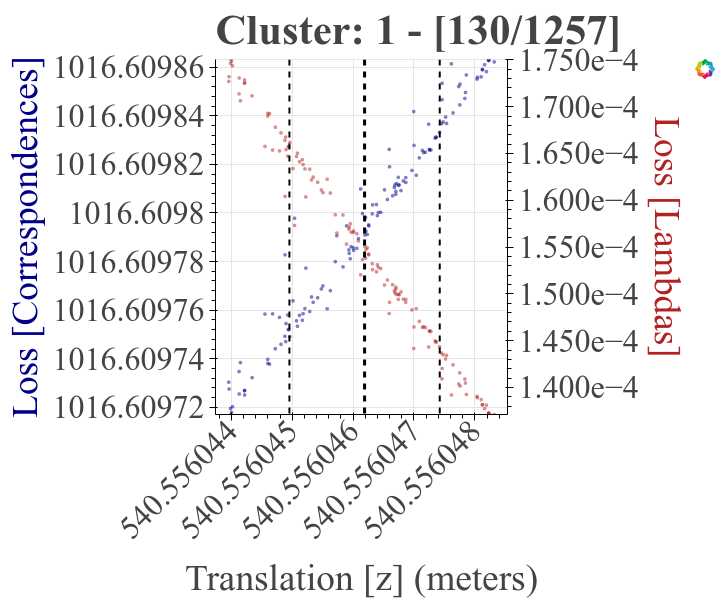 Cluster: 1 - [130/1257]
Loss [Correspondences]
1016.60986
1016.60984
1016.60982
1016.6098
1016.60978
1016.60976
1016.60974
1016.60972
1.750e−4
1.700e−4
1.650e−4
1.600e−4
1.550e−4
1.500e−4
1.450e−4
1.400e−4
Loss [Lambdas]
540.556044
540.556045
540.556046
540.556047
540.556048
Translation [z] (meters)